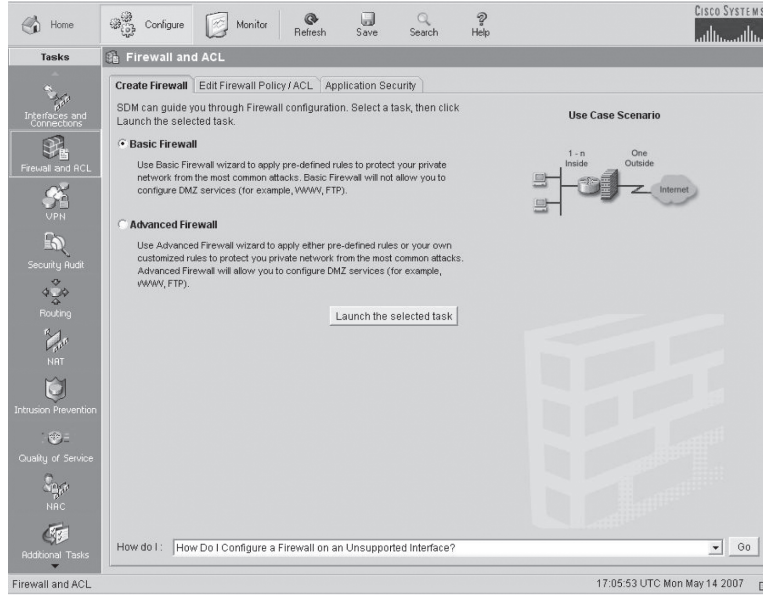 Home
Configure
Monitor
Refresh
Save
Search
Help
CISCO SYSTEMS
Tasks
Firewall and ACL
Interfaces and
Connections
Firewall and ACL
VPN
Security Audit
Routing
NAT
Intrusion Prevention
Quality of Service
NAC
Additional Tasks
Create Firewall
Edit Firewall Policy / ACL
Application Security
SDM can guide you through Firewall configuration. Select a task, then click
Launch the selected task.
Basic Firewall
Use Basic Firewall wizard to apply pre-defined rules to protect your private
network from the most common attacks. Basic Firewall will not allow you to
configure DMZ services (for example, WWW, FTP).
Advanced Firewall
Use Advanced Firewall wizard to apply either pre-defined rules or your own
customized rules to protect you private network from the most common attacks.
Advanced Firewall will allow you to configure DMZ services (for example,
WWW, FTP).
Launch the selected task
Use Case Scenario
1 - n
Inside
One
Outside
Internet
How do I :
How Do I Configure a Firewall on an Unsupported Interface?
Go
Firewall and ACL
17:05:53 UTC Mon May 14 2007